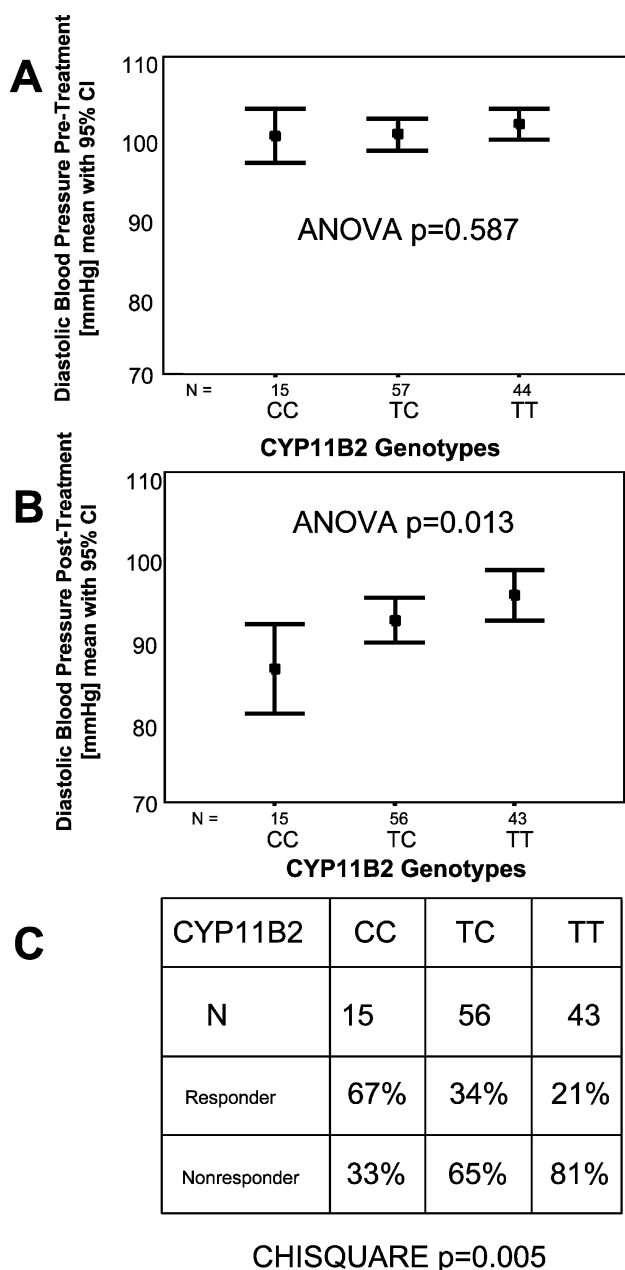 A
Diastolic Blood Pressure Pre-Treatment
[mmHg] mean with 95% CI
110
100
90
80
70
ANOVA p=0.587
N = 15 57 44
CC TC TT
CYP11B2 Genotypes
B
Diastolic Blood Pressure Post-Treatment
[mmHg] mean with 95% CI
110
100
90
80
70
ANOVA p=0.013
N = 15 56 43
CC TC TT
CYP11B2 Genotypes
C
CYP11B2 CC TC TT
N 15 56 43
Responder 67% 34% 21%
Nonresponder 33% 65% 81%
CHISQUARE p=0.005